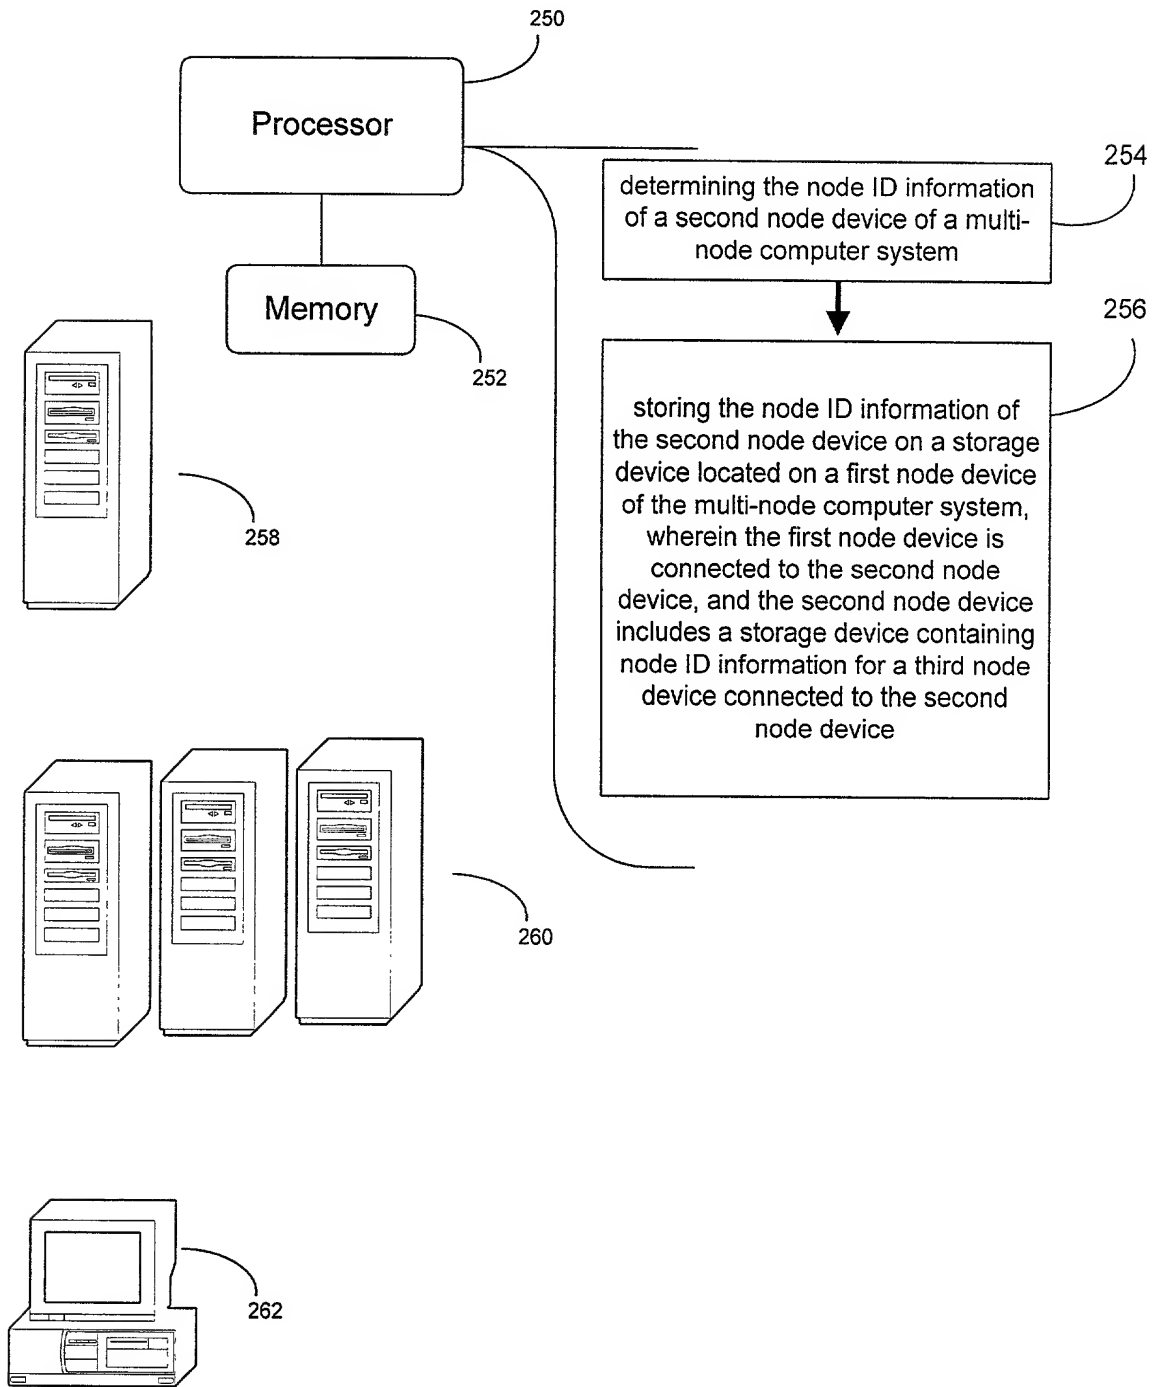 250
Processor
254
determining the node ID information
of a second node device of a multi-
node computer system
Memory
252
256
storing the node ID information of
the second node device on a storage
device located on a first node device
of the multi-node computer system,
wherein the first node device is
connected to the second node
device, and the second node device
includes a storage device containing
node ID information for a third node
device connected to the second
node device
258
260
262